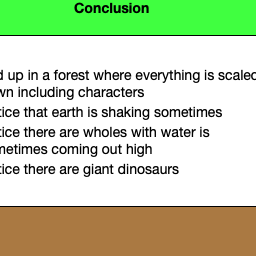 Conclusion
d up in a forest where everything is scaled
wn including characters
tice that earth is shaking sometimes
tice there are wholes with water is
metimes coming out high
tice there are giant dinosaurs